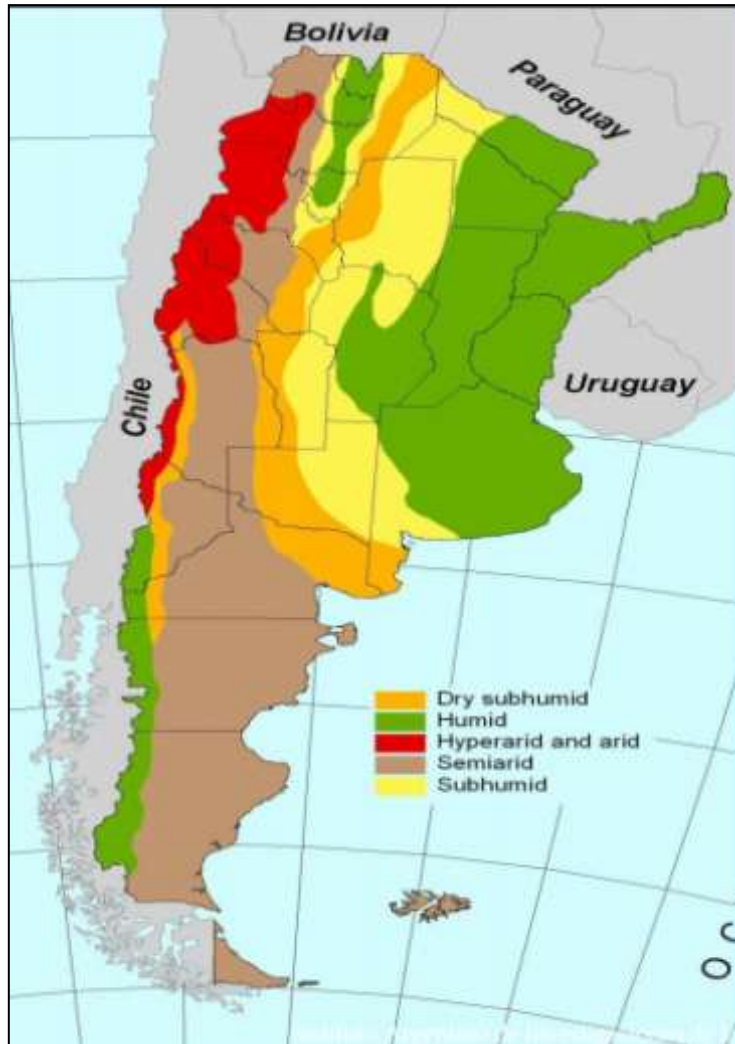 Bolivia
Paraguay
Chile
Uruguay
Dry subhumid
Humid
Hyperarid and arid
Semiarid
Subhumid
O C